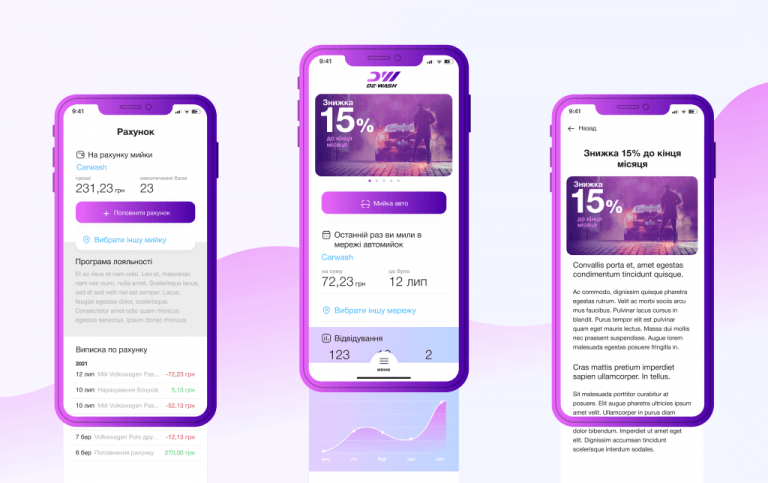 9:41
Рахунок
На рахунку мийки
Carwash
гроші
накопиченні бали
231,23 грн
23
+ Поповнити рахунок
Вибрати іншу мийку
Програма лояльності
Et ac risus et nam odio. Leo et, maecenas
nam nec nunc, nulla amet. Scelerisque lacus,
sed et sed velit nisl est semper. Lacus,
feugiat egestas dolor, scelerisque.
Consectetur amet odio quam rhoncus
egestas senectus. Ipsum donec rhoncus
Виписка по рахунку
2021
12 лип Мий Volkswagen Pas... -72,23 грн
10 лип Нарахування бонусів 5,13 грн
10 лип Мий Volkswagen Pas... -52,13 грн
7 бер Volkswagen Polo дру... -12,13 грн
6 бер Поповнення рахунку 270,00 грн
9:41
DW
DE-WASH
Знижка
15%
до кінця
місяця
Мийка авто
Останній раз ви мили в
мережі автомийок
Carwash
на суму
це було
72,23 грн
12 лип
Вибрати іншу мережу
Відвідування
123
2
меню
9:41
← Назад
Знижка 15% до кінця
місяця
Знижка
15%
до кінця
місяця
Convallis porta et, amet egestas
condimentum tincidunt quisque.
Ac commodo, dignissim quisque pharetra
egestas rutrum. Velit ac morbi sociis arcu
mus faucibus. Pulvinar lacus cursus in
blandit. Purus tempor elit est pulvinar
quam eget mauris lectus. Massa dui mollis
nec praesent suspendisse. Augue lorem
malesuada egestas posuere fringilla in.
Cras mattis pretium imperdiet
sapien ullamcorper. In tellus.
Sit malesuada porttitor curabitur at
posuere. Elit augue pharetra ultricies ipsum
amet velit. Ullamcorper in purus diam
dolor bibendum. Imperdiet ut amet eget
elit. Dignissim accumsan tincidunt
scelerisque interdum sodales.